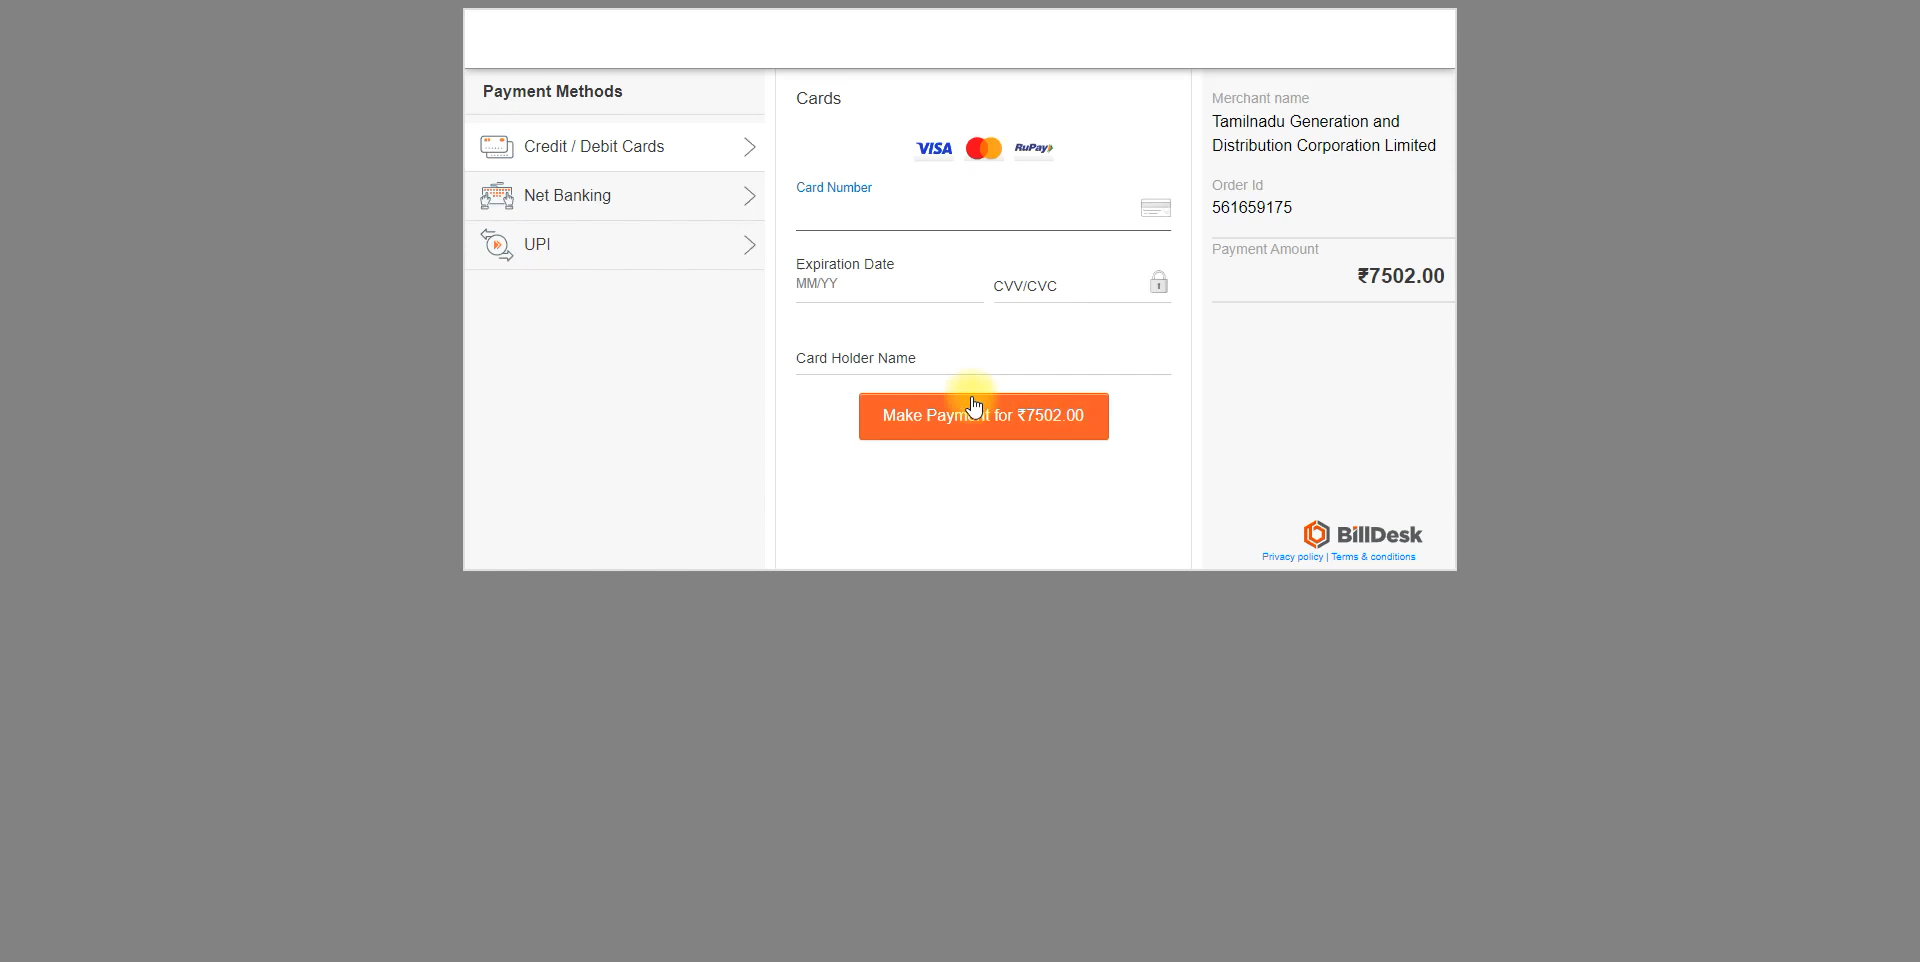 Payment Methods
Credit / Debit Cards
Net Banking
UPI
Cards
VISA
RuPay
Card Number
Expiration Date
MM/YY
CVV/CVC
Card Holder Name
Make Payment for ₹7502.00
Merchant name
Tamilnadu Generation and
Distribution Corporation Limited
Order Id
561659175
Payment Amount
₹7502.00
BillDesk
Privacy policy | Terms & conditions